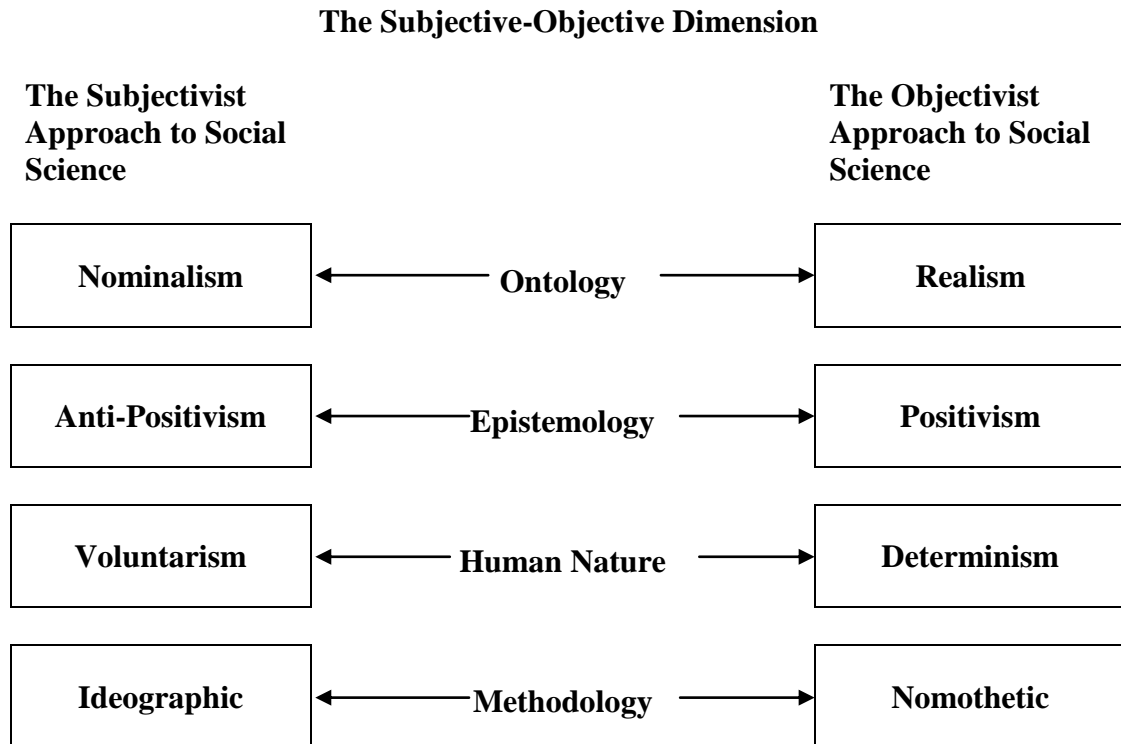 The Subjective-Objective Dimension
The Subjectivist
Approach to Social
Science
The Objectivist
Approach to Social
Science
Nominalism
Ontology
Realism
Anti-Positivism
Epistemology
Positivism
Voluntarism
Human Nature
Determinism
Ideographic
Methodology
Nomothetic